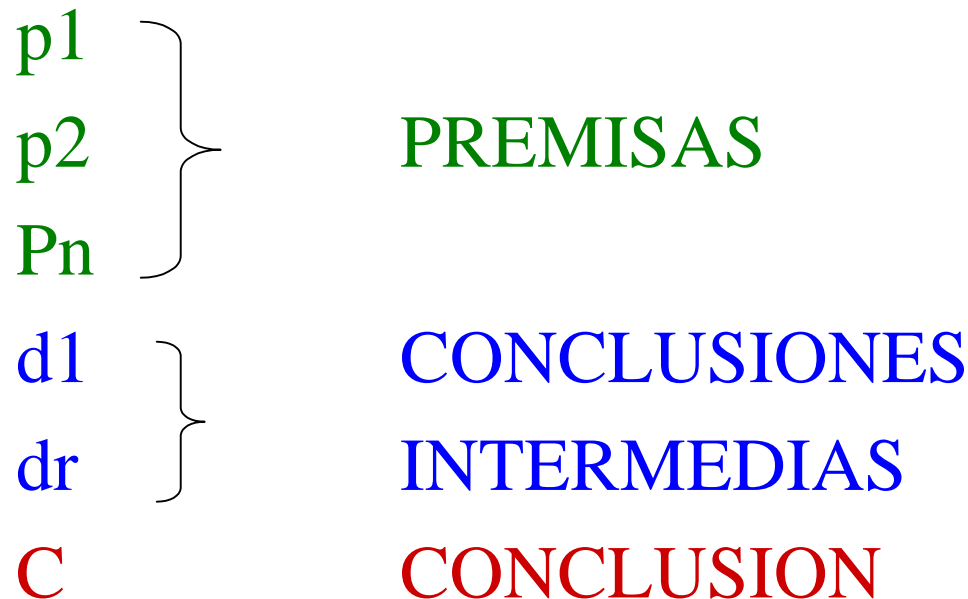 p1
p2 PREMISAS
Pn
d1 CONCLUSIONES
dr INTERMEDIAS
C CONCLUSION